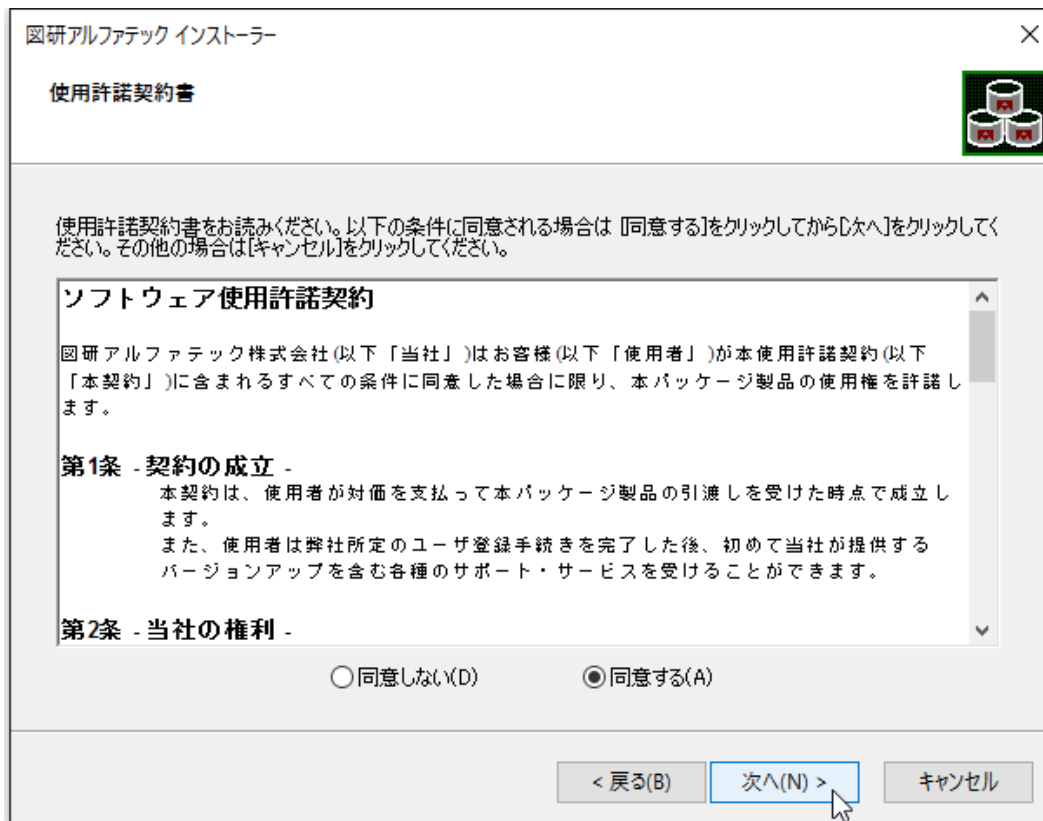 図研アルファテック インストーラー
使用許諾契約書
使用許諾契約書をお読みください。以下の条件に同意される場合は [同意する]をクリックしてから[次へ]をクリックしてく
ださい。その他の場合は[キャンセル]をクリックしてください。
ソフトウェア使用許諾契約
図研アルファテック株式会社(以下「当社」)はお客様(以下「使用者」)が本使用許諾契約(以下
「本契約」)に含まれるすべての条件に同意した場合に限り、本パッケージ製品の使用権を許諾し
ます。
第1条 - 契約の成立 -
本契約は、使用者が対価を支払って本パッケージ製品の引渡しを受けた時点で成立し
ます。
また、使用者は弊社所定のユーザ登録手続きを完了した後、初めて当社が提供する
バージョンアップを含む各種のサポート・サービスを受けることができます。
第2条 - 当社の権利 -
同意しない(D) 同意する(A)
< 戻る(B) 次へ(N) > キャンセル